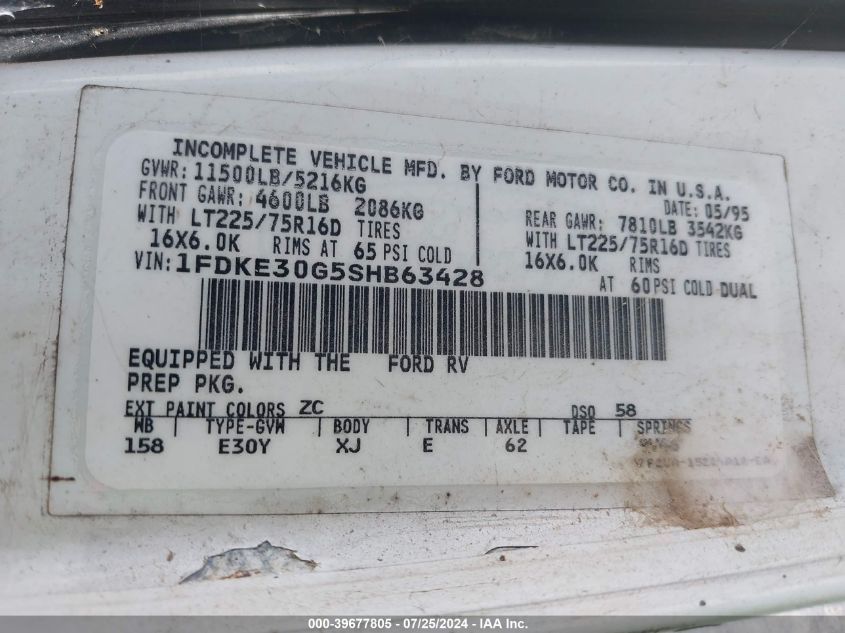 INCOMPLETE VEHICLE MFD. BY FORD MOTOR CO. IN U.S.A.
GVWR: 11500LB/5216KG
DATE: 05/95
FRONT GAWR: 4600LB 2086KG
REAR GAWR: 7810LB 3542KG
WITH LT225/75R16D TIRES
WITH LT225/75R16D TIRES
16X6.0K RIMS AT 65 PSI COLD
16X6.0K RIMS
AT 60 PSI COLD DUAL
VIN: 1FDKE30G5SHB63428
EQUIPPED WITH THE FORD RV
PREP PKG.
EXT PAINT COLORS ZC DSO 58
WB | TYPE-GVW | BODY | TRANS | AXLE | TAPE | SPRINGS
158 E30Y XJ E 62
000-39677805 - 07/25/2024 - IAA Inc.